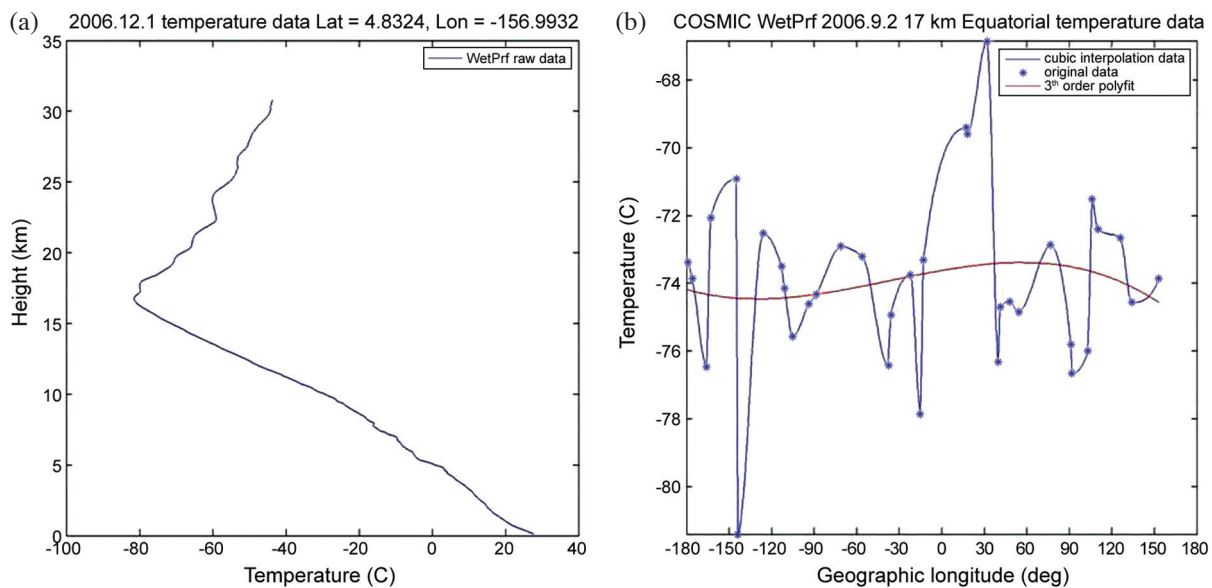 (a) 2006.12.1 temperature data Lat = 4.8324, Lon = -156.9932
WetPrf raw data
35
30
25
20
15
10
5
0
Height (km)
-100 -80 -60 -40 -20 0 20 40
Temperature (C)
(b) COSMIC WetPrf 2006.9.2 17 km Equatorial temperature data
cubic interpolation data
original data
3th order polyfit
-68
-70
-72
-74
-76
-78
-80
Temperature (C)
-180 -150 -120 -90 -60 -30 0 30 60 90 120 150 180
Geographic longitude (deg)